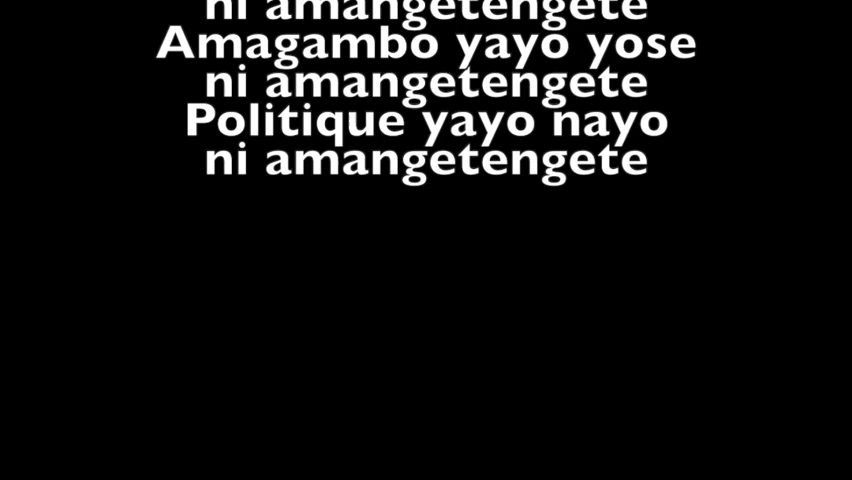 ni amangetengete
Amagambo yayo yose
ni amangetengete
Politique yayo nayo
ni amangetengete